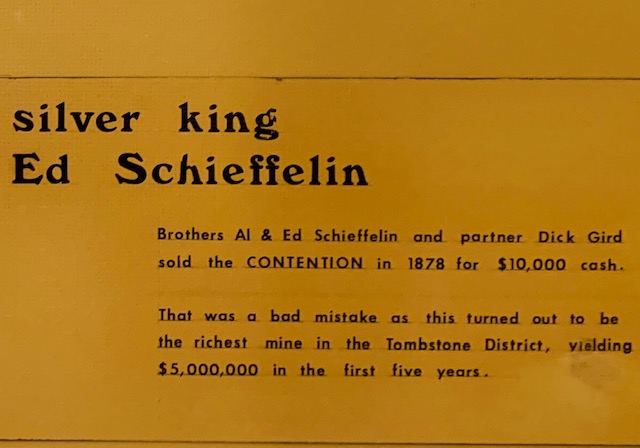 silver king
Ed Schieffelin
Brothers Al & Ed Schieffelin and partner Dick Gird
sold the CONTENTION in 1878 for $10,000 cash.
That was a bad mistake as this turned out to be
the richest mine in the Tombstone District, yielding
$5,000,000 in the first five years.